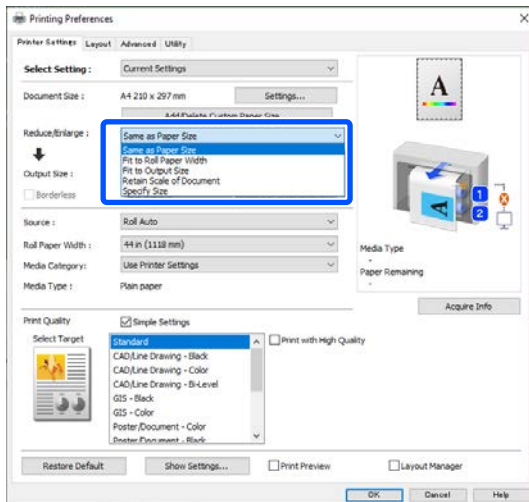 Printing Preferences
Printer Settings Layout Advanced Utility
Select Setting : Current Settings
Document Size : A4 210 x 297 mm Settings...
Add/Delete Custom Paper Size...
Reduce/Enlarge : Same as Paper Size
Same as Paper Size
Fit to Roll Paper Width
Fit to Output Size
Retain Scale of Document
Specify Size
Output Size :
Borderless
Source : Roll Auto
Roll Paper Width : 44 in (1118 mm)
Media Category: Use Printer Settings
Media Type : Plain paper
A
A
1
2
Media Type
-
Paper Remaining
-
Acquire Info
Print Quality Simple Settings
Select Target
Standard
CAD/Line Drawing - Black
CAD/Line Drawing - Color
CAD/Line Drawing - Bi-Level
GIS - Black
GIS - Color
Poster/Document - Color
Poster/Document - Black
Print with High Quality
Restore Default Show Settings... Print Preview Layout Manager
OK Cancel Help